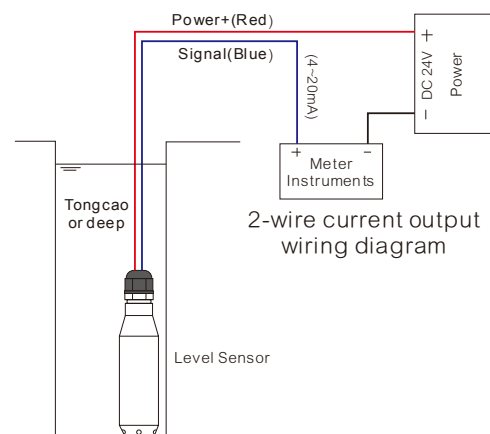 Power+(Red)
Signal(Blue)
(4~20mA)
+
DC 24V
−
Power
+
−
Meter
Instruments
Tongcao
or deep
2-wire current output
wiring diagram
Level Sensor